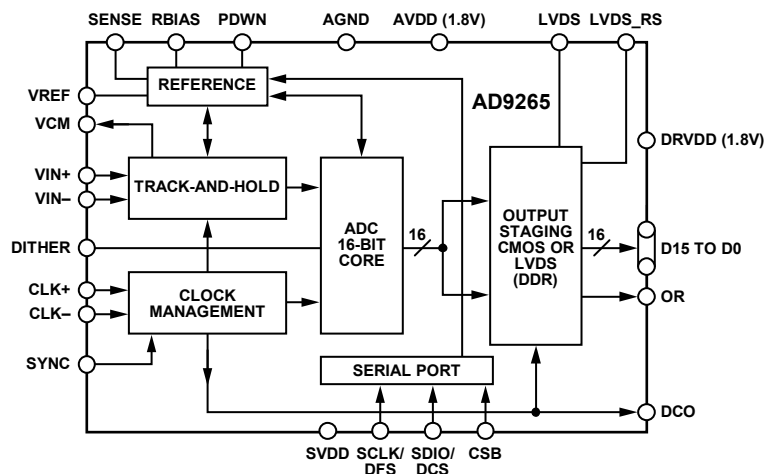 SENSE RBIAS PDWN AGND AVDD (1.8V) LVDS LVDS_RS
REFERENCE
AD9265
VREF
VCM
DRVDD (1.8V)
VIN+
VIN–
TRACK-AND-HOLD
ADC
16-BIT
CORE
16
OUTPUT
STAGING
CMOS OR
LVDS
(DDR)
16
D15 TO D0
DITHER
CLK+
CLK–
CLOCK
MANAGEMENT
OR
SYNC
SERIAL PORT
DCO
SVDD SCLK/
DFS SDIO/
DCS CSB